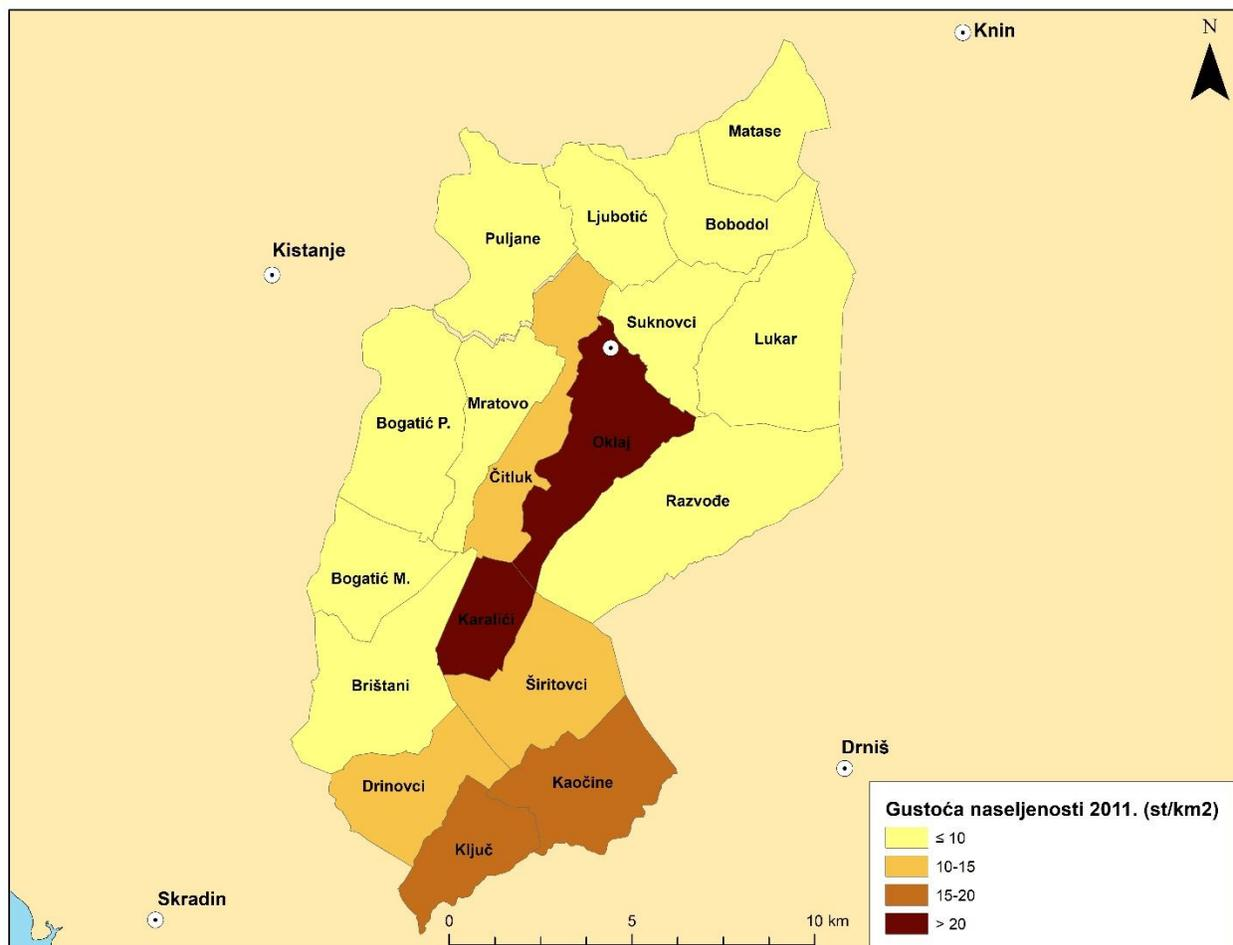 Knin
N
Matase
Ljubotić
Bobodol
Puljane
Kistanje
Suknovci
Lukar
Mratovo
Bogatić P.
Oklaj
Čitluk
Razvođe
Bogatić M.
Karalići
Brištani
Širitovci
Drniš
Drinovci
Kaočine
Ključ
Skradin
0 5 10 km
Gustoća naseljenosti 2011. (st/km2)
≤ 10
10-15
15-20
> 20